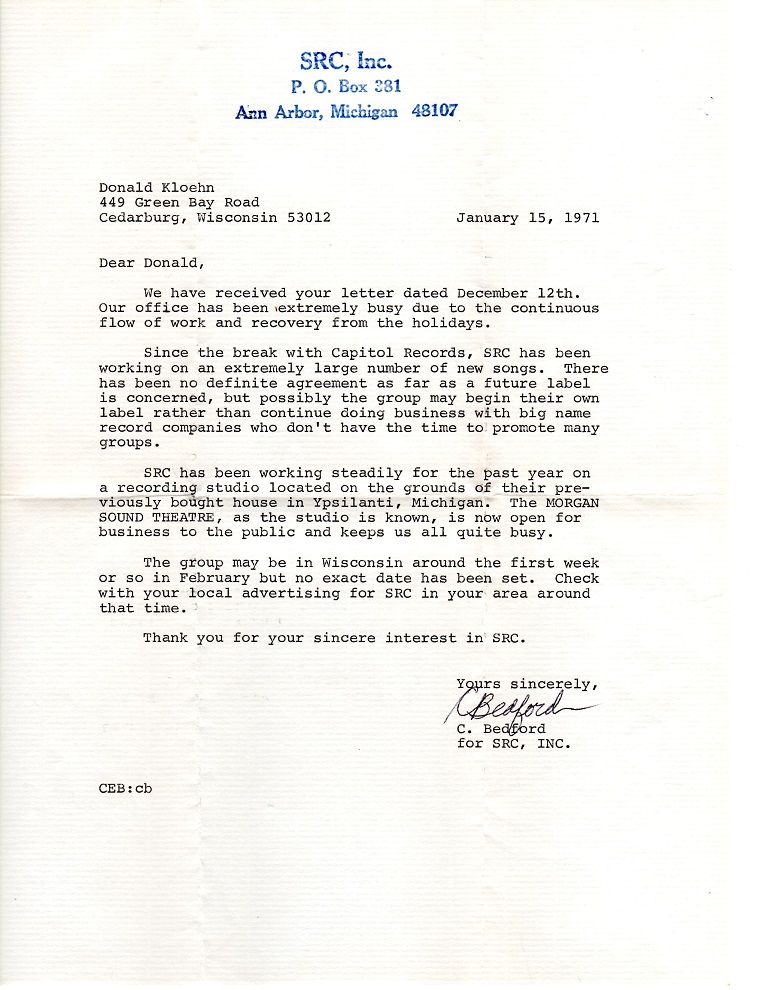 SRC, Inc.
P. O. Box 381
Ann Arbor, Michigan 48107
Donald Kloehn
449 Green Bay Road
Cedarburg, Wisconsin 53012 January 15, 1971
Dear Donald,
We have received your letter dated December 12th.
Our office has been extremely busy due to the continuous
flow of work and recovery from the holidays.
Since the break with Capitol Records, SRC has been
working on an extremely large number of new songs. There
has been no definite agreement as far as a future label
is concerned, but possibly the group may begin their own
label rather than continue doing business with big name
record companies who don't have the time to promote many
groups.
SRC has been working steadily for the past year on
a recording studio located on the grounds of their pre-
viously bought house in Ypsilanti, Michigan. The MORGAN
SOUND THEATRE, as the studio is known, is now open for
business to the public and keeps us all quite busy.
The group may be in Wisconsin around the first week
or so in February but no exact date has been set. Check
with your local advertising for SRC in your area around
that time.
Thank you for your sincere interest in SRC.
Yours sincerely,
CBedford
C. Bedford
for SRC, INC.
CEB:cb